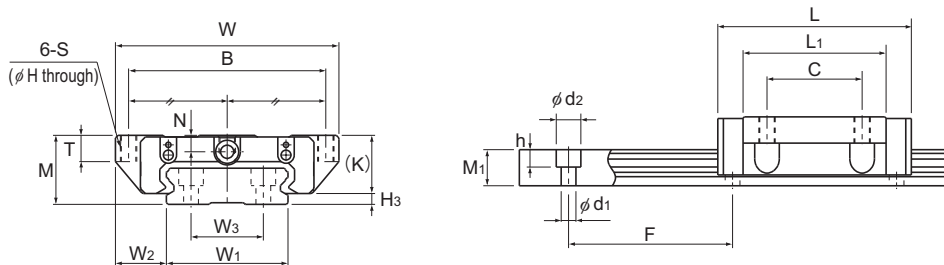 W
B
6-S
(φH through)
N
T
M
(K)
H3
W3
W2
W1
L
L1
C
φd2
h
M1
φd1
F